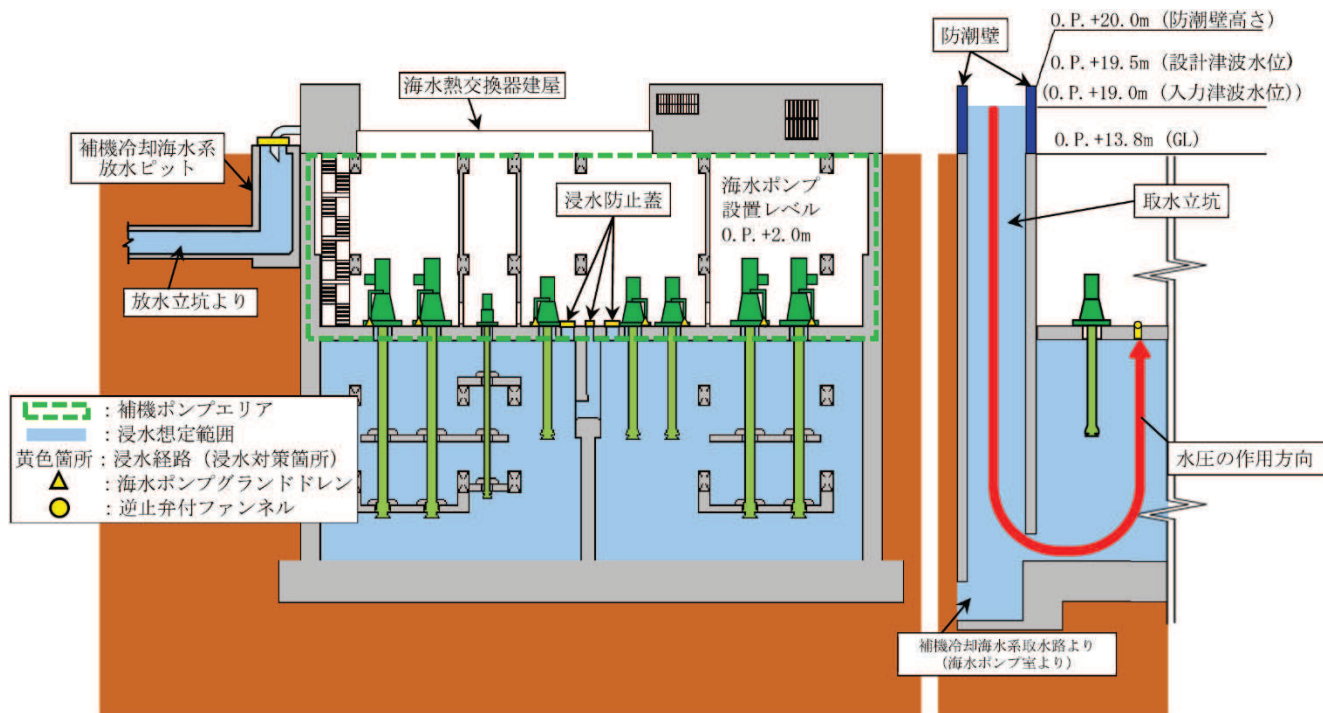 海水熱交換器建屋
補機冷却海水系
放水ピット
放水立坑より
浸水防止蓋
海水ポンプ
設置レベル
O.P.+2.0m
:補機ポンプエリア
:浸水想定範囲
黄色箇所:浸水経路(浸水対策箇所)
:海水ポンプグランドドレン
:逆止弁付ファンネル
防潮壁
O.P.+20.0m (防潮壁高さ)
O.P.+19.5m (設計津波水位)
(O.P.+19.0m (入力津波水位))
O.P.+13.8m (GL)
取水立坑
水圧の作用方向
補機冷却海水系取水路より
(海水ポンプ室より)